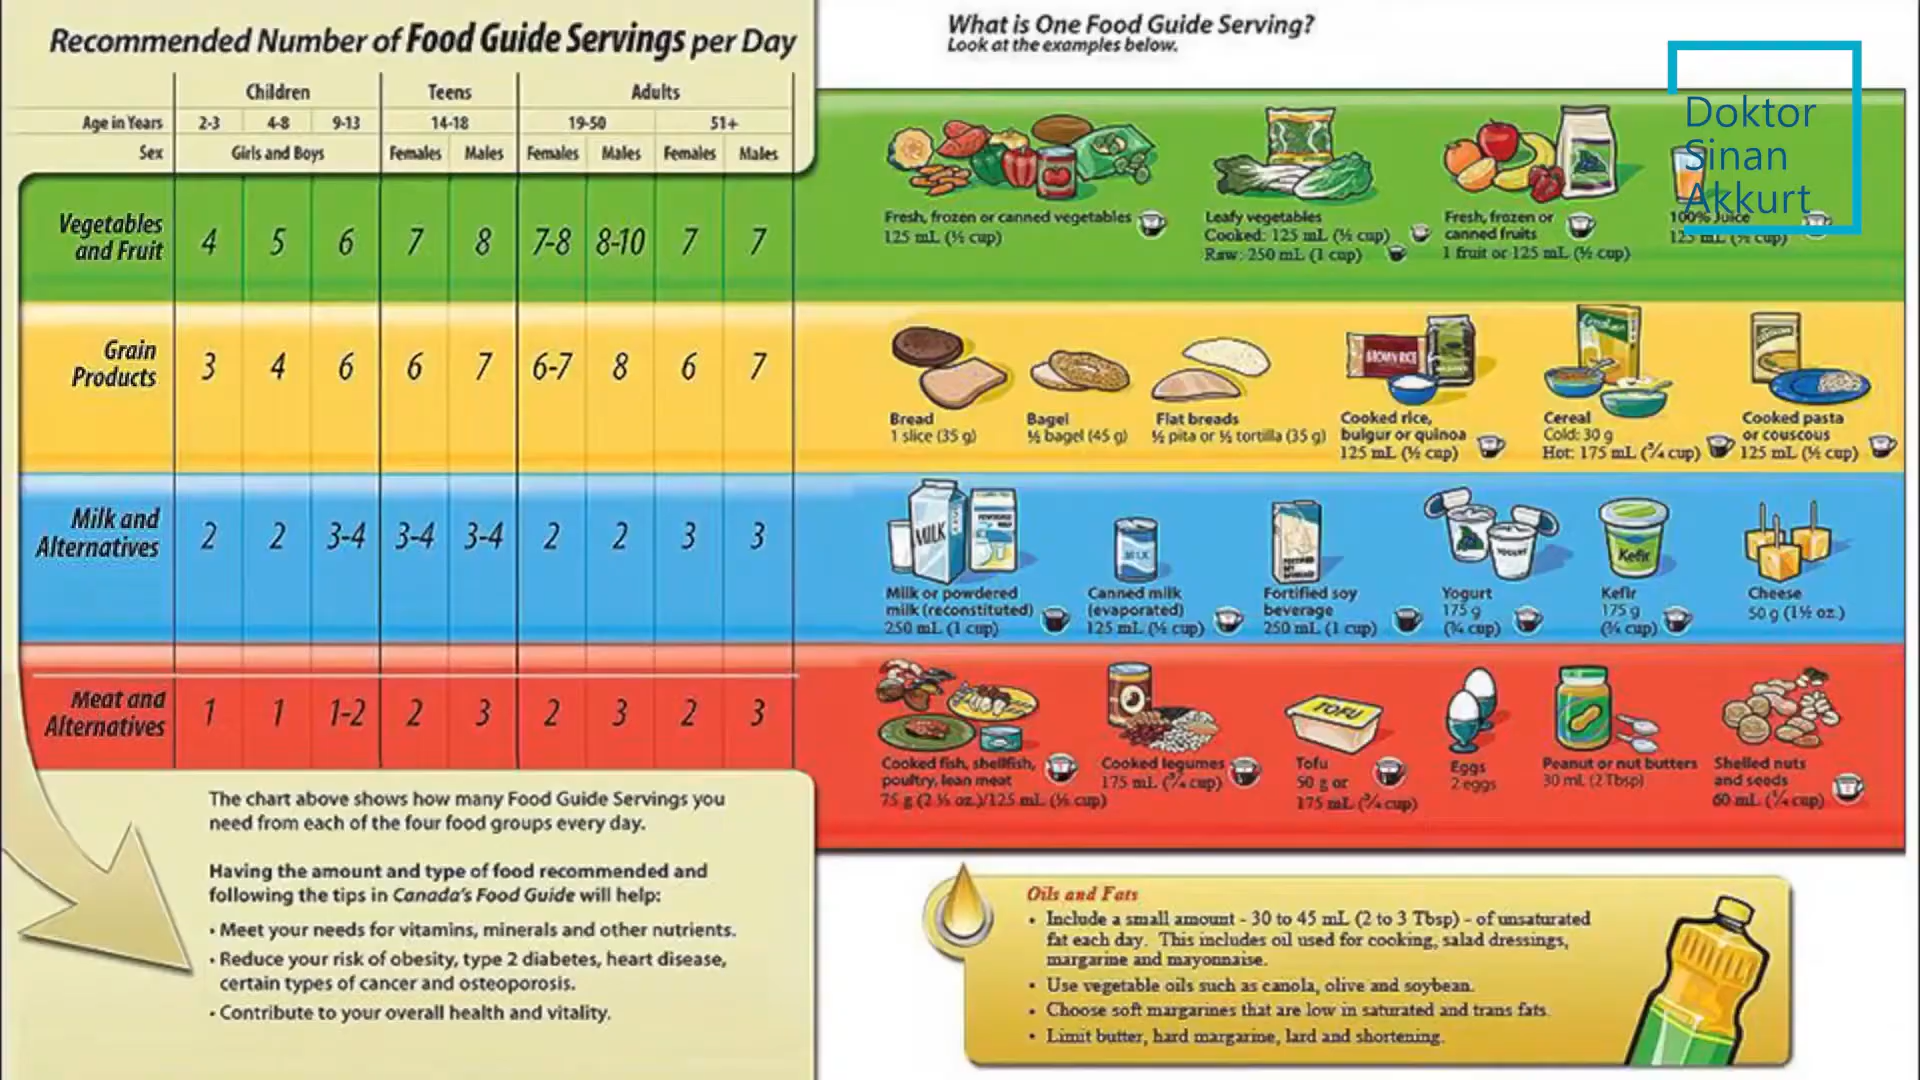 Recommended Number of Food Guide Servings per Day
Children Teens Adults
Age in Years 2-3 4-8 9-13 14-18 19-50 51+
Sex Girls and Boys Females Males Females Males Females Males
Vegetables and Fruit 4 5 6 7 8 7-8 8-10 7 7
Grain Products 3 4 6 6 7 6-7 8 6 7
Milk and Alternatives 2 2 3-4 3-4 3-4 2 2 3 3
Meat and Alternatives 1 1 1-2 2 3 2 3 2 3
The chart above shows how many Food Guide Servings you
need from each of the four food groups every day.
Having the amount and type of food recommended and
following the tips in Canada's Food Guide will help:
• Meet your needs for vitamins, minerals and other nutrients.
• Reduce your risk of obesity, type 2 diabetes, heart disease,
certain types of cancer and osteoporosis.
• Contribute to your overall health and vitality.
What is One Food Guide Serving?
Look at the examples below.
Doktor
Sinan
Akkurt
Fresh, frozen or canned vegetables
125 mL (½ cup)
Leafy vegetables
Cooked: 125 mL (½ cup)
Raw: 250 mL (1 cup)
Fresh, frozen or
canned fruits
1 fruit or 125 mL (½ cup)
100% Juice
125 mL (½ cup)
Bread
1 slice (35 g)
Bagel
½ bagel (45 g)
Flat breads
½ pita or ½ tortilla (35 g)
BROWN RICE
Cooked rice,
bulgur or quinoa
125 mL (½ cup)
Cereal
Cold: 30 g
Hot: 175 mL (¾ cup)
Cooked pasta
or couscous
125 mL (½ cup)
MILK
Milk or powdered
milk (reconstituted)
250 mL (1 cup)
MILK
Canned milk
(evaporated)
125 mL (½ cup)
Fortified soy
beverage
250 mL (1 cup)
YOGURT
Yogurt
175 g
(¾ cup)
Kefir
Kefir
175 g
(¾ cup)
Cheese
50 g (1½ oz.)
Cooked fish, shellfish,
poultry, lean meat
75 g (2 ½ oz.)/125 mL (½ cup)
Cooked legumes
175 mL (¾ cup)
TOFU
Tofu
50 g or
175 mL (¾ cup)
Eggs
2 eggs
Peanut or nut butters
30 mL (2 Tbsp)
Shelled nuts
and seeds
60 mL (¼ cup)
Oils and Fats
• Include a small amount - 30 to 45 mL (2 to 3 Tbsp) - of unsaturated
fat each day. This includes oil used for cooking, salad dressings,
margarine and mayonnaise.
• Use vegetable oils such as canola, olive and soybean.
• Choose soft margarines that are low in saturated and trans fats.
• Limit butter, hard margarine, lard and shortening.